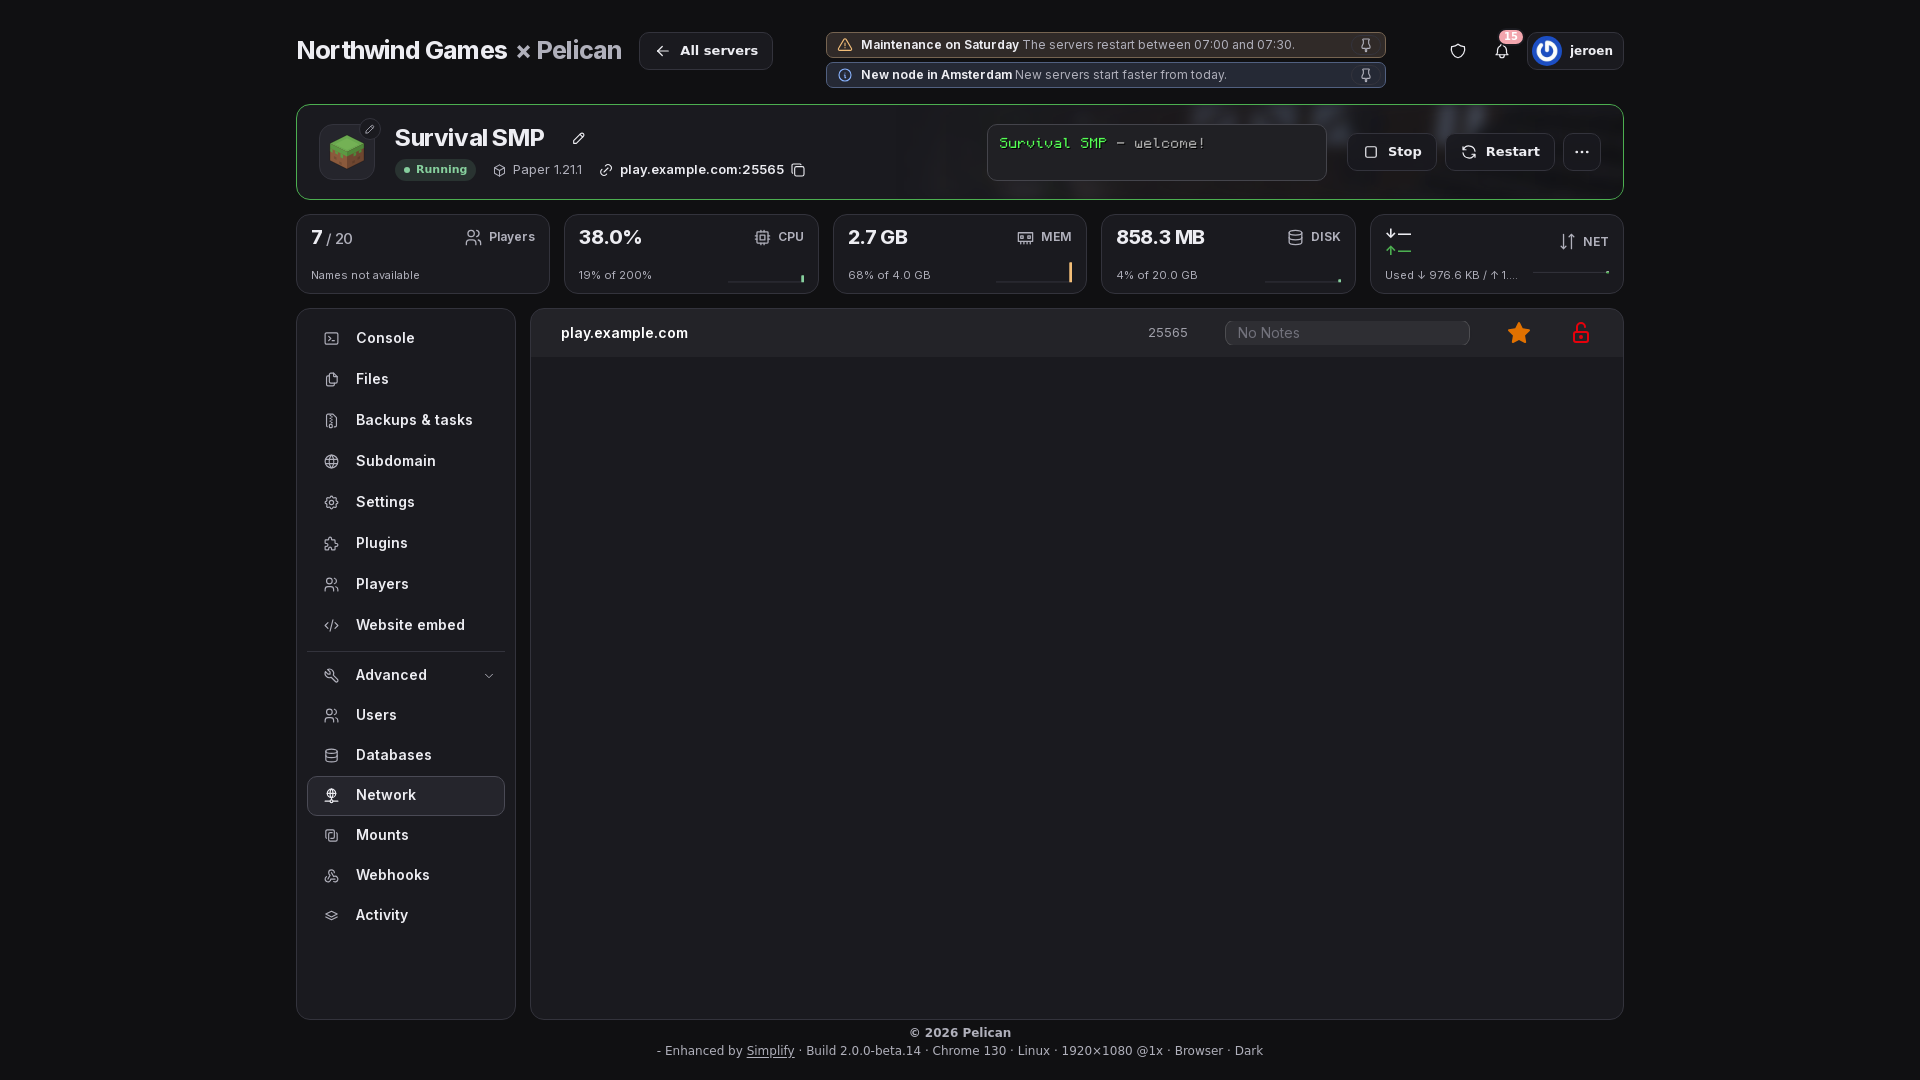 Northwind Games × Pelican
All servers
Maintenance on Saturday The servers restart between 07:00 and 07:30.
New node in Amsterdam New servers start faster from today.
15
jeroen
Survival SMP
Running
Paper 1.21.1
play.example.com:25565
Survival SMP – welcome!
Stop
Restart
7 / 20
Players
Names not available
38.0%
CPU
19% of 200%
2.7 GB
MEM
68% of 4.0 GB
858.3 MB
DISK
4% of 20.0 GB
↓—
↑—
NET
Used ↓ 976.6 KB / ↑ 1....
Console
Files
Backups & tasks
Subdomain
Settings
Plugins
Players
Website embed
Advanced
Users
Databases
Network
Mounts
Webhooks
Activity
play.example.com
25565
No Notes
© 2026 Pelican
- Enhanced by Simplify · Build 2.0.0-beta.14 · Chrome 130 · Linux · 1920×1080 @1x · Browser · Dark